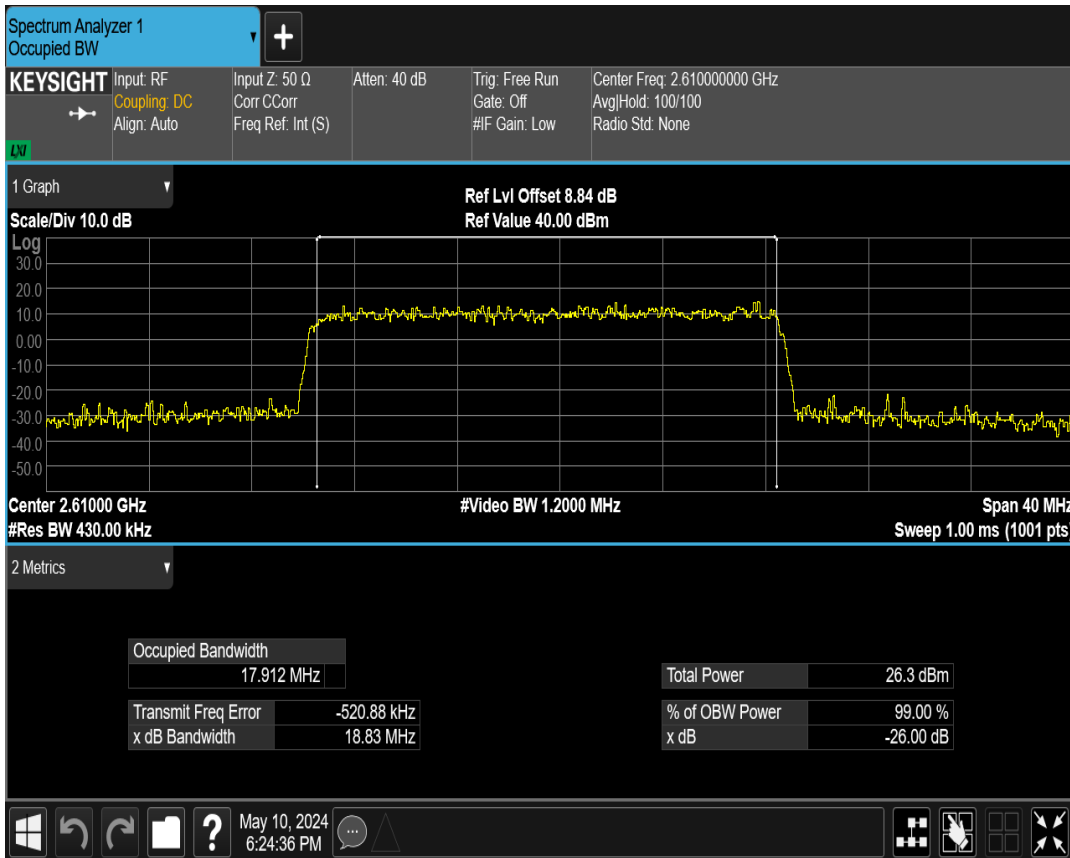 Spectrum Analyzer 1
Occupied BW
KEYSIGHT
Input: RF
Coupling: DC
Align: Auto
Input Z: 50 Ω
Corr CCorr
Freq Ref: Int (S)
Atten: 40 dB
Trig: Free Run
Gate: Off
#IF Gain: Low
Center Freq: 2.610000000 GHz
Avg|Hold: 100/100
Radio Std: None
LXI
1 Graph
Scale/Div 10.0 dB
Ref Lvl Offset 8.84 dB
Ref Value 40.00 dBm
Log
30.0
20.0
10.0
0.00
-10.0
-20.0
-30.0
-40.0
-50.0
Center 2.61000 GHz
#Video BW 1.2000 MHz
Span 40 MHz
#Res BW 430.00 kHz
Sweep 1.00 ms (1001 pts)
2 Metrics
Occupied Bandwidth
17.912 MHz
Total Power 26.3 dBm
Transmit Freq Error -520.88 kHz
% of OBW Power 99.00 %
x dB Bandwidth 18.83 MHz
x dB -26.00 dB
?
May 10, 2024
6:24:36 PM